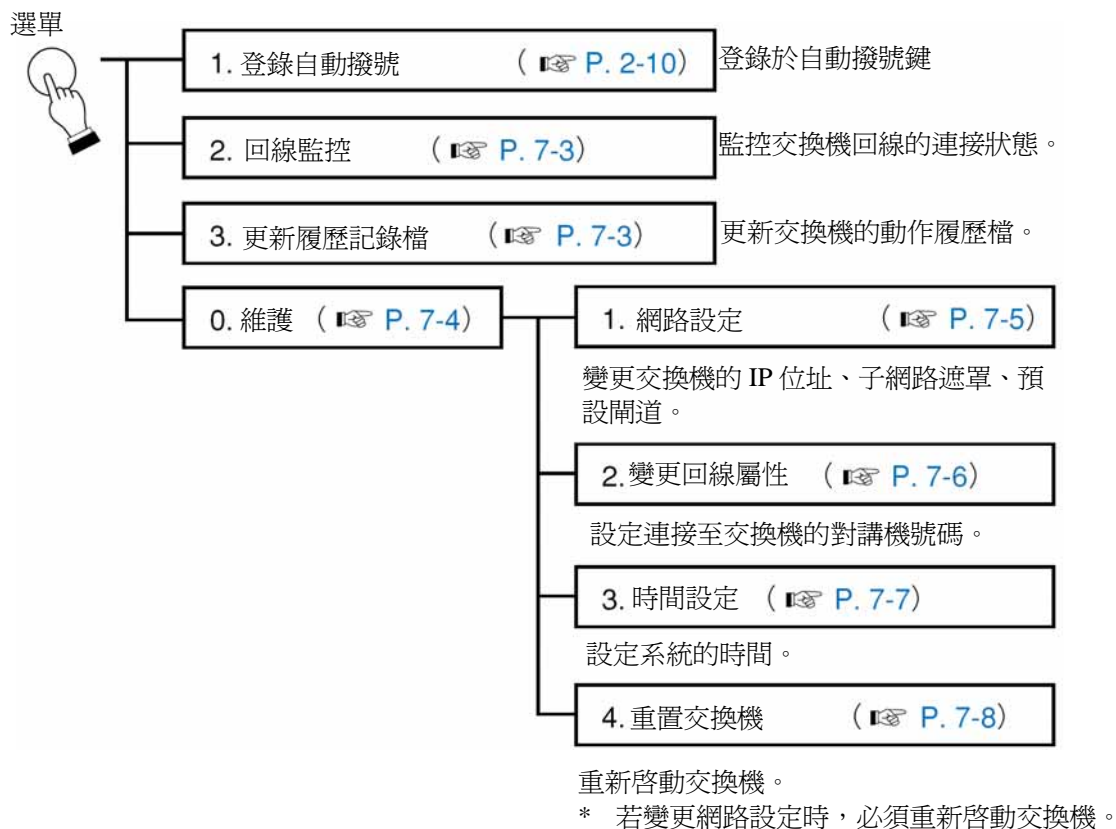 選單
1. 登錄自動撥號 (☞ P. 2-10)
登錄於自動撥號鍵
2. 回線監控 (☞ P. 7-3)
監控交換機回線的連接狀態。
3. 更新履歷記錄檔 (☞ P. 7-3)
更新交換機的動作履歷檔。
0. 維護 (☞ P. 7-4)
1. 網路設定 (☞ P. 7-5)
變更交換機的 IP 位址、子網路遮罩、預
設閘道。
2. 變更回線屬性 (☞ P. 7-6)
設定連接至交換機的對講機號碼。
3. 時間設定 (☞ P. 7-7)
設定系統的時間。
4. 重置交換機 (☞ P. 7-8)
重新啓動交換機。
* 若變更網路設定時，必須重新啓動交換機。